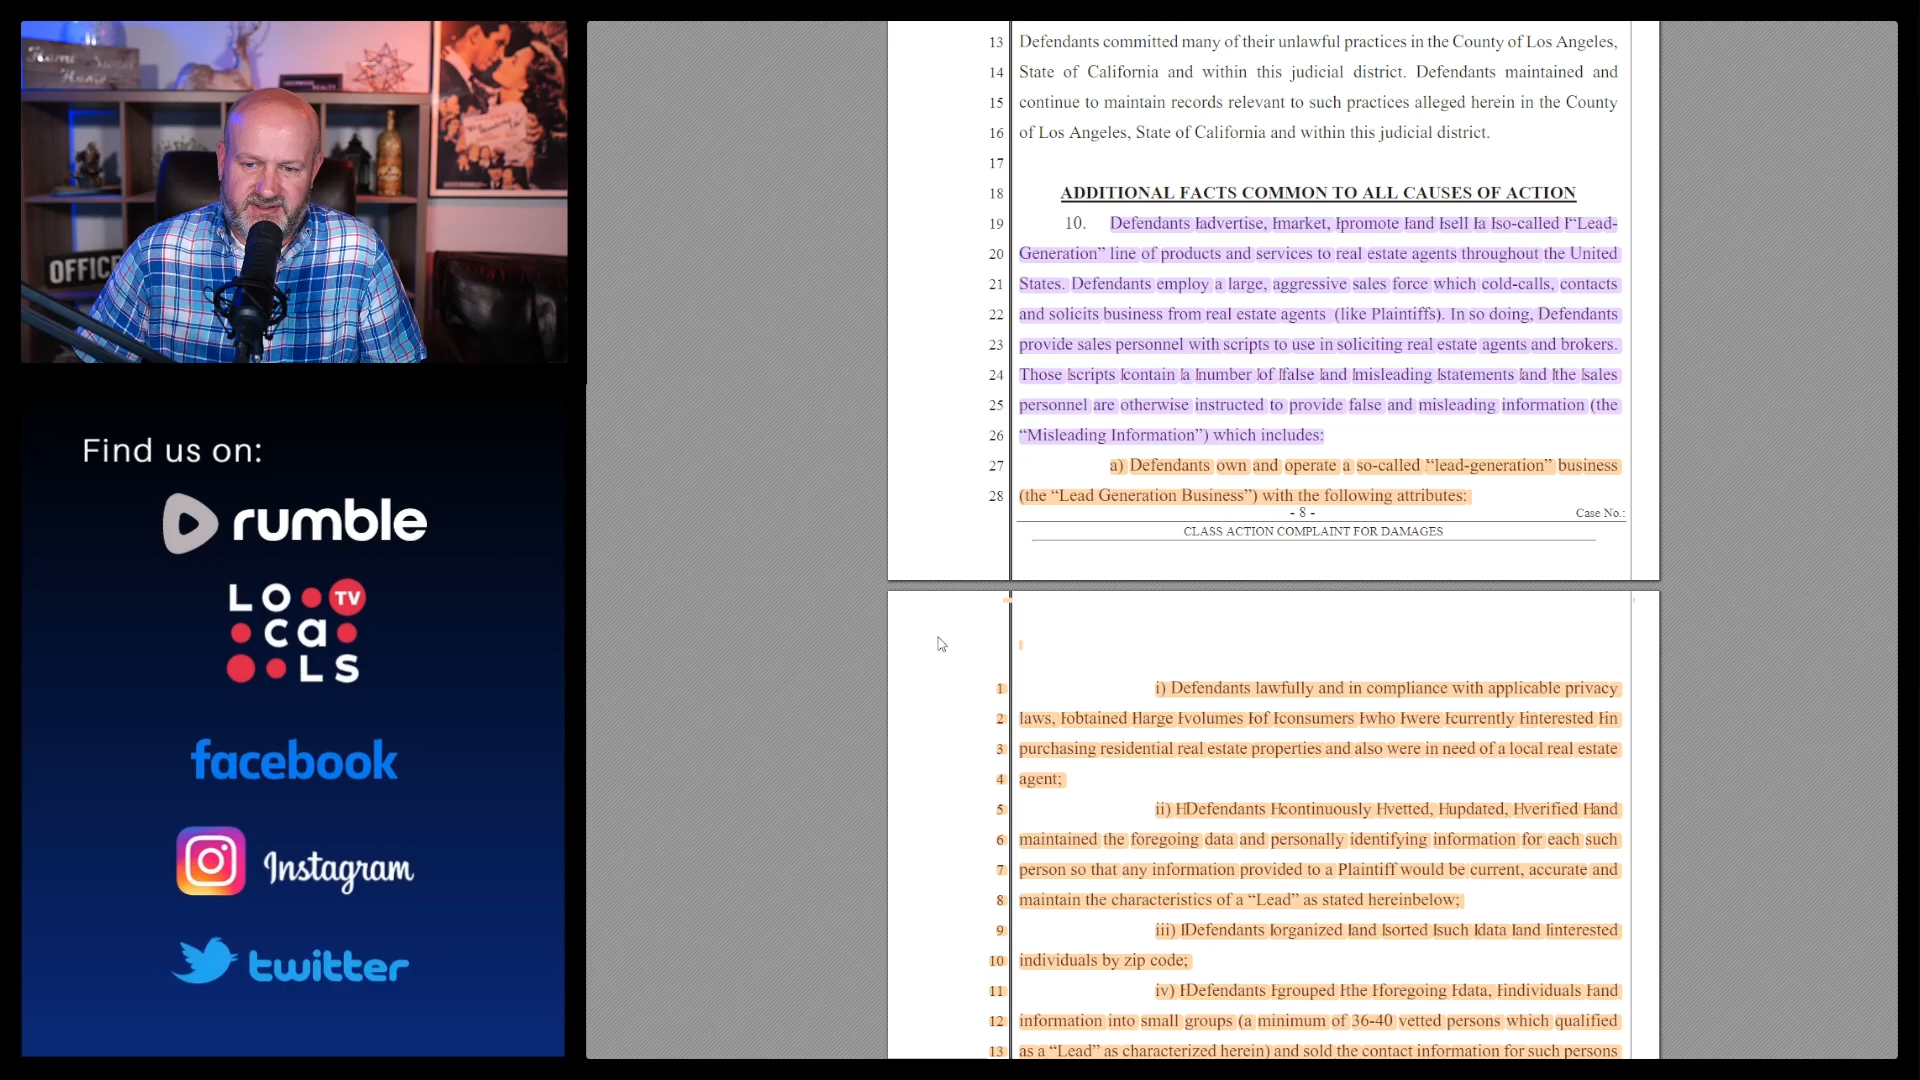 Home Sweet
Home
OFFICE
Find us on:
rumble
LOCALS TV
facebook
Instagram
twitter
13 Defendants committed many of their unlawful practices in the County of Los Angeles,
14 State of California and within this judicial district. Defendants maintained and
15 continue to maintain records relevant to such practices alleged herein in the County
16 of Los Angeles, State of California and within this judicial district.
17
18 ADDITIONAL FACTS COMMON TO ALL CAUSES OF ACTION
19 10. Defendants advertise, market, promote and sell a so-called "Lead-
20 Generation" line of products and services to real estate agents throughout the United
21 States. Defendants employ a large, aggressive sales force which cold-calls, contacts
22 and solicits business from real estate agents (like Plaintiffs). In so doing, Defendants
23 provide sales personnel with scripts to use in soliciting real estate agents and brokers.
24 Those scripts contain a number of false and misleading statements and the sales
25 personnel are otherwise instructed to provide false and misleading information (the
26 "Misleading Information") which includes:
27 a) Defendants own and operate a so-called "lead-generation" business
28 (the "Lead Generation Business") with the following attributes:
- 8 - Case No.:
CLASS ACTION COMPLAINT FOR DAMAGES
1 i) Defendants lawfully and in compliance with applicable privacy
2 laws, obtained large volumes of consumers who were currently interested in
3 purchasing residential real estate properties and also were in need of a local real estate
4 agent;
5 ii) Defendants continuously vetted, updated, verified and
6 maintained the foregoing data and personally identifying information for each such
7 person so that any information provided to a Plaintiff would be current, accurate and
8 maintain the characteristics of a "Lead" as stated hereinbelow;
9 iii) Defendants organized and sorted such data and interested
10 individuals by zip code;
11 iv) Defendants grouped the foregoing data, individuals and
12 information into small groups (a minimum of 36-40 vetted persons which qualified
13 as a "Lead" as characterized herein) and sold the contact information for such persons